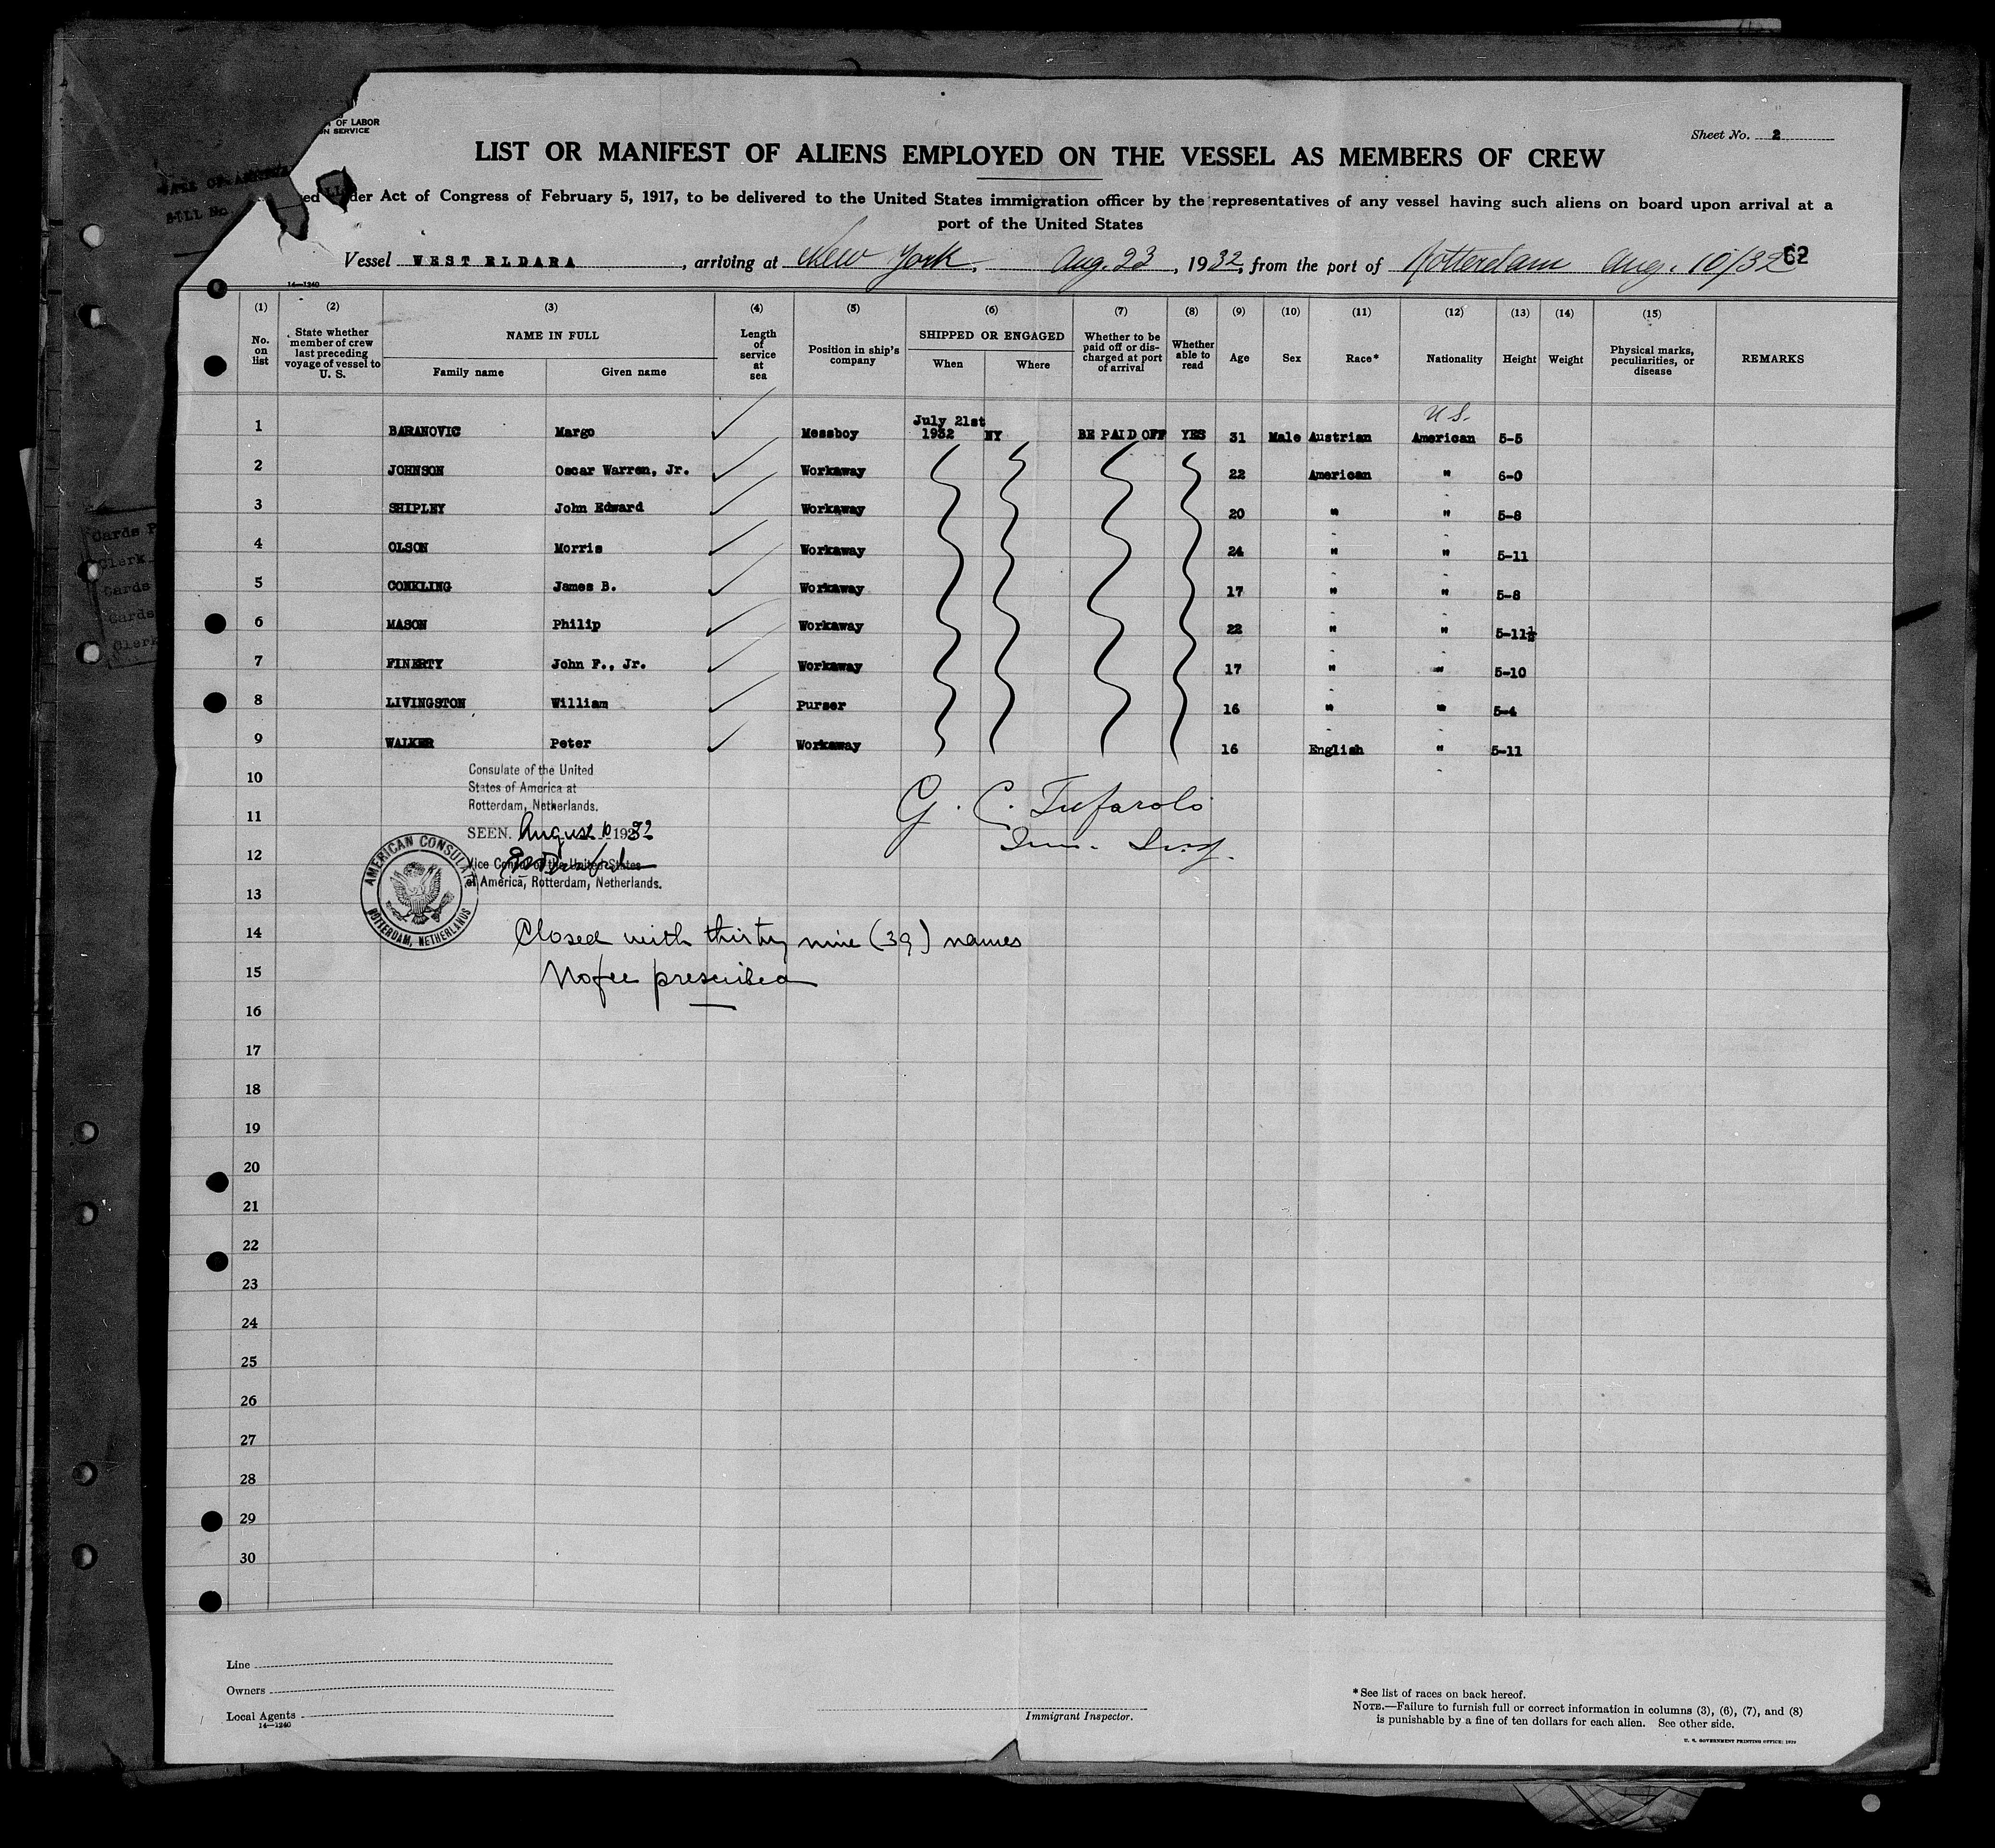 OF LABOR
ON SERVICE
Sheet No. 2
LIST OR MANIFEST OF ALIENS EMPLOYED ON THE VESSEL AS MEMBERS OF CREW
Act of Congress of February 5, 1917, to be delivered to the United States immigration officer by the representatives of any vessel having such aliens on board upon arrival at a
port of the United States
Vessel WEST ELDARA, arriving at New York, Aug. 23, 1932, from the port of Rotterdam Aug. 10/32 62
14—1240
(1) (2) (3) (4) (5) (6) (7) (8) (9) (10) (11) (12) (13) (14) (15)
No. on list State whether member of crew last preceding voyage of vessel to U. S. NAME IN FULL Family name Given name Length of service at sea Position in ship's company SHIPPED OR ENGAGED When Where Whether to be paid off or discharged at port of arrival Whether able to read Age Sex Race* Nationality Height Weight Physical marks, peculiarities, or disease REMARKS
U.S.
1 BARANOVIC Margo Messboy July 21st 1932 NY BE PAID OFF YES 31 Male Austrian American 5-5
2 JOHNSON Oscar Warren, Jr. Workaway 22 American " 6-0
3 SHIPLEY John Edward Workaway 20 " " 5-8
4 OLSON Morris Workaway 24 " " 5-11
5 CONKLING James B. Workaway 17 " " 5-8
6 MASON Philip Workaway 22 " " 5-11½
7 FINERTY John F., Jr. Workaway 17 " " 5-10
8 LIVINGSTON William Purser 16 " " 5-4
9 WALKER Peter Workaway 16 English " 5-11
10
11
12
13
14
15
16
17
18
19
20
21
22
23
24
25
26
27
28
29
30
Consulate of the United
States of America at
Rotterdam, Netherlands.
SEEN. August 10 1932
Vice Consul of the United States
of America, Rotterdam, Netherlands.
AMERICAN CONSULATE
ROTTERDAM, NETHERLANDS
G. C. Tufarolo
Imm. Insp.
Closed with thirty nine (39) names
No fee prescribed
Line
Owners
Local Agents
14—1240
Immigrant Inspector.
* See list of races on back hereof.
NOTE.—Failure to furnish full or correct information in columns (3), (6), (7), and (8)
is punishable by a fine of ten dollars for each alien. See other side.
U. S. GOVERNMENT PRINTING OFFICE: 1929